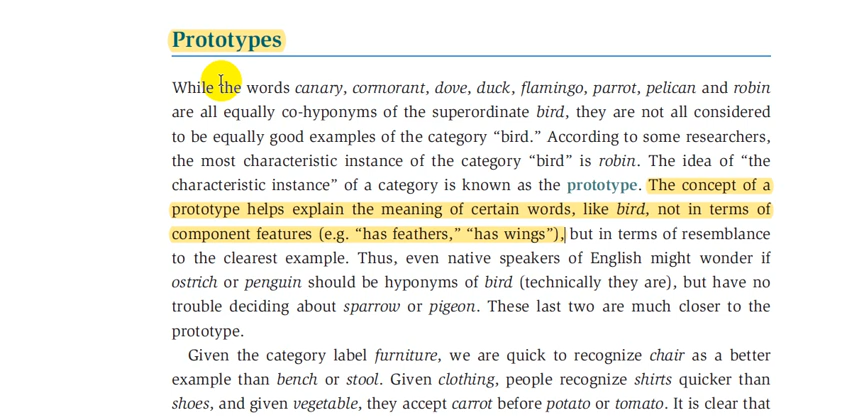 Prototypes
While the words canary, cormorant, dove, duck, flamingo, parrot, pelican and robin
are all equally co-hyponyms of the superordinate bird, they are not all considered
to be equally good examples of the category “bird.” According to some researchers,
the most characteristic instance of the category “bird” is robin. The idea of “the
characteristic instance” of a category is known as the prototype. The concept of a
prototype helps explain the meaning of certain words, like bird, not in terms of
component features (e.g. “has feathers,” “has wings”), but in terms of resemblance
to the clearest example. Thus, even native speakers of English might wonder if
ostrich or penguin should be hyponyms of bird (technically they are), but have no
trouble deciding about sparrow or pigeon. These last two are much closer to the
prototype.
Given the category label furniture, we are quick to recognize chair as a better
example than bench or stool. Given clothing, people recognize shirts quicker than
shoes, and given vegetable, they accept carrot before potato or tomato. It is clear that